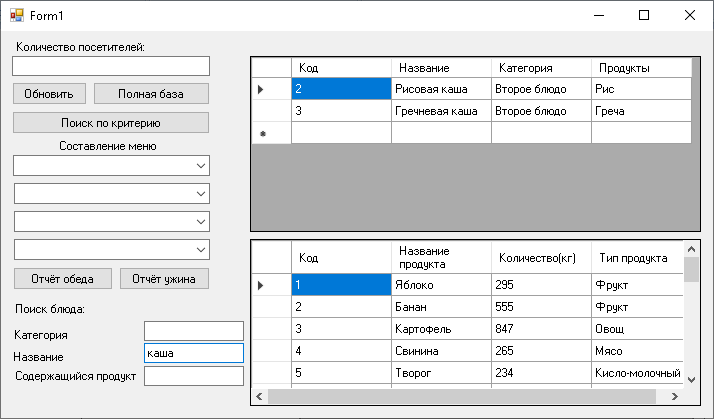 Form1
Количество посетителей:
Обновить Полная база
Поиск по критерию
Составление меню
Отчёт обеда Отчёт ужина
Поиск блюда:
Категория
Название каша
Содержащийся продукт
Код Название Категория Продукты
2 Рисовая каша Второе блюдо Рис
3 Гречневая каша Второе блюдо Греча
Код Название продукта Количество(кг) Тип продукта
1 Яблоко 295 Фрукт
2 Банан 555 Фрукт
3 Картофель 847 Овощ
4 Свинина 265 Мясо
5 Творог 234 Кисло-молочный